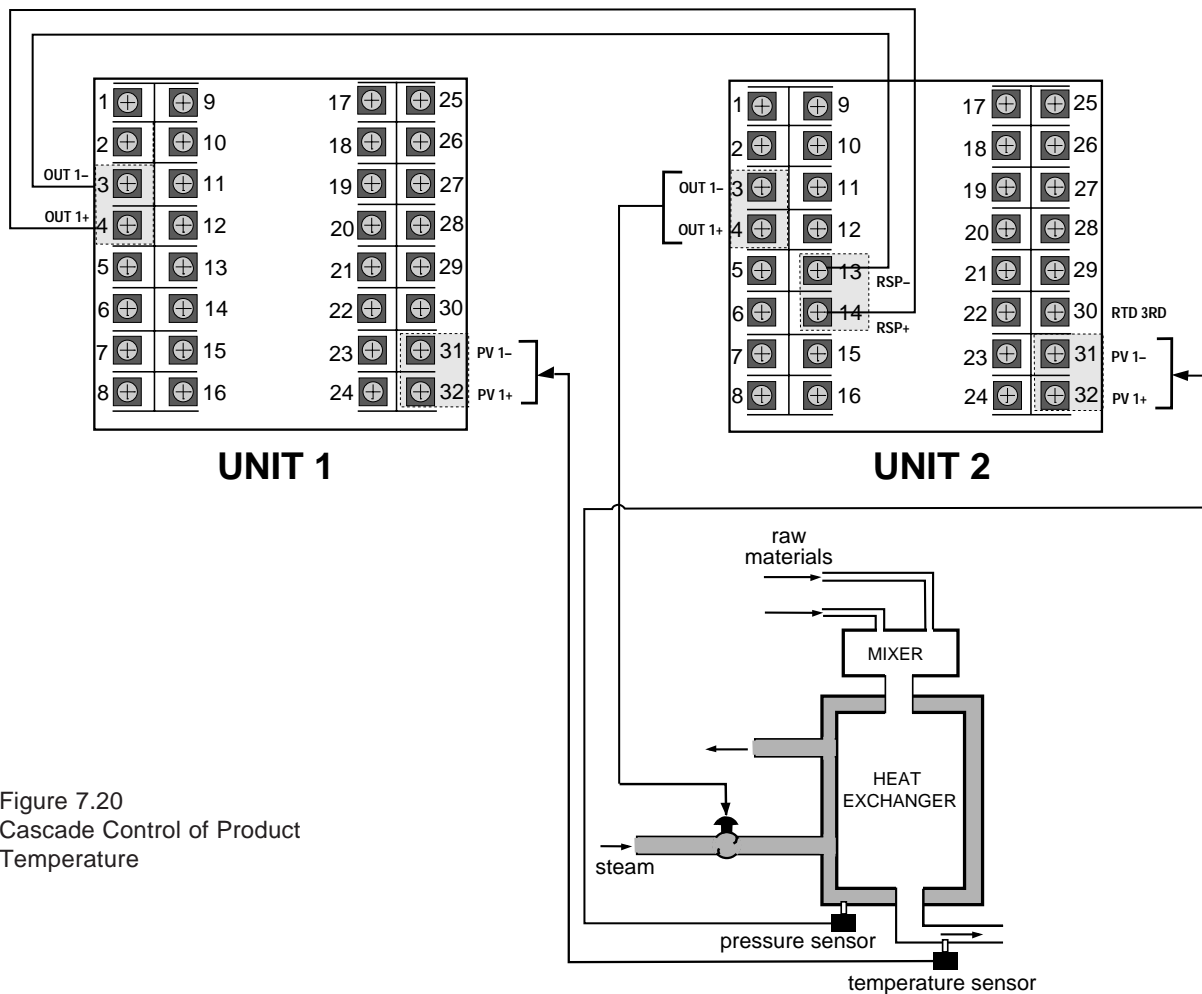 1 9 17 25
2 10 18 26
OUT 1– 3 11 19 27
OUT 1+ 4 12 20 28
5 13 21 29
6 14 22 30
7 15 23 31 PV 1–
8 16 24 32 PV 1+
UNIT 1
1 9 17 25
2 10 18 26
OUT 1– 3 11 19 27
OUT 1+ 4 12 20 28
5 13 RSP– 21 29
6 14 RSP+ 22 30 RTD 3RD
7 15 23 31 PV 1–
8 16 24 32 PV 1+
UNIT 2
raw
materials
MIXER
HEAT
EXCHANGER
steam
pressure sensor
temperature sensor
Figure 7.20
Cascade Control of Product
Temperature